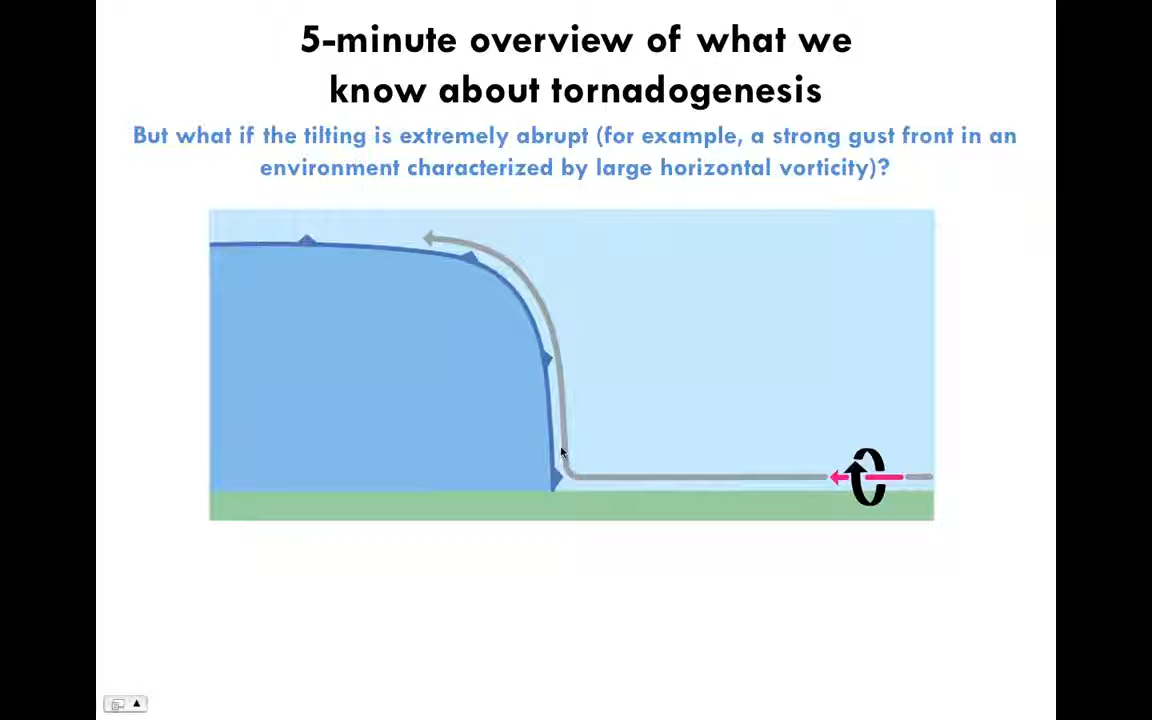 5-minute overview of what we
know about tornadogenesis
But what if the tilting is extremely abrupt (for example, a strong gust front in an
environment characterized by large horizontal vorticity)?